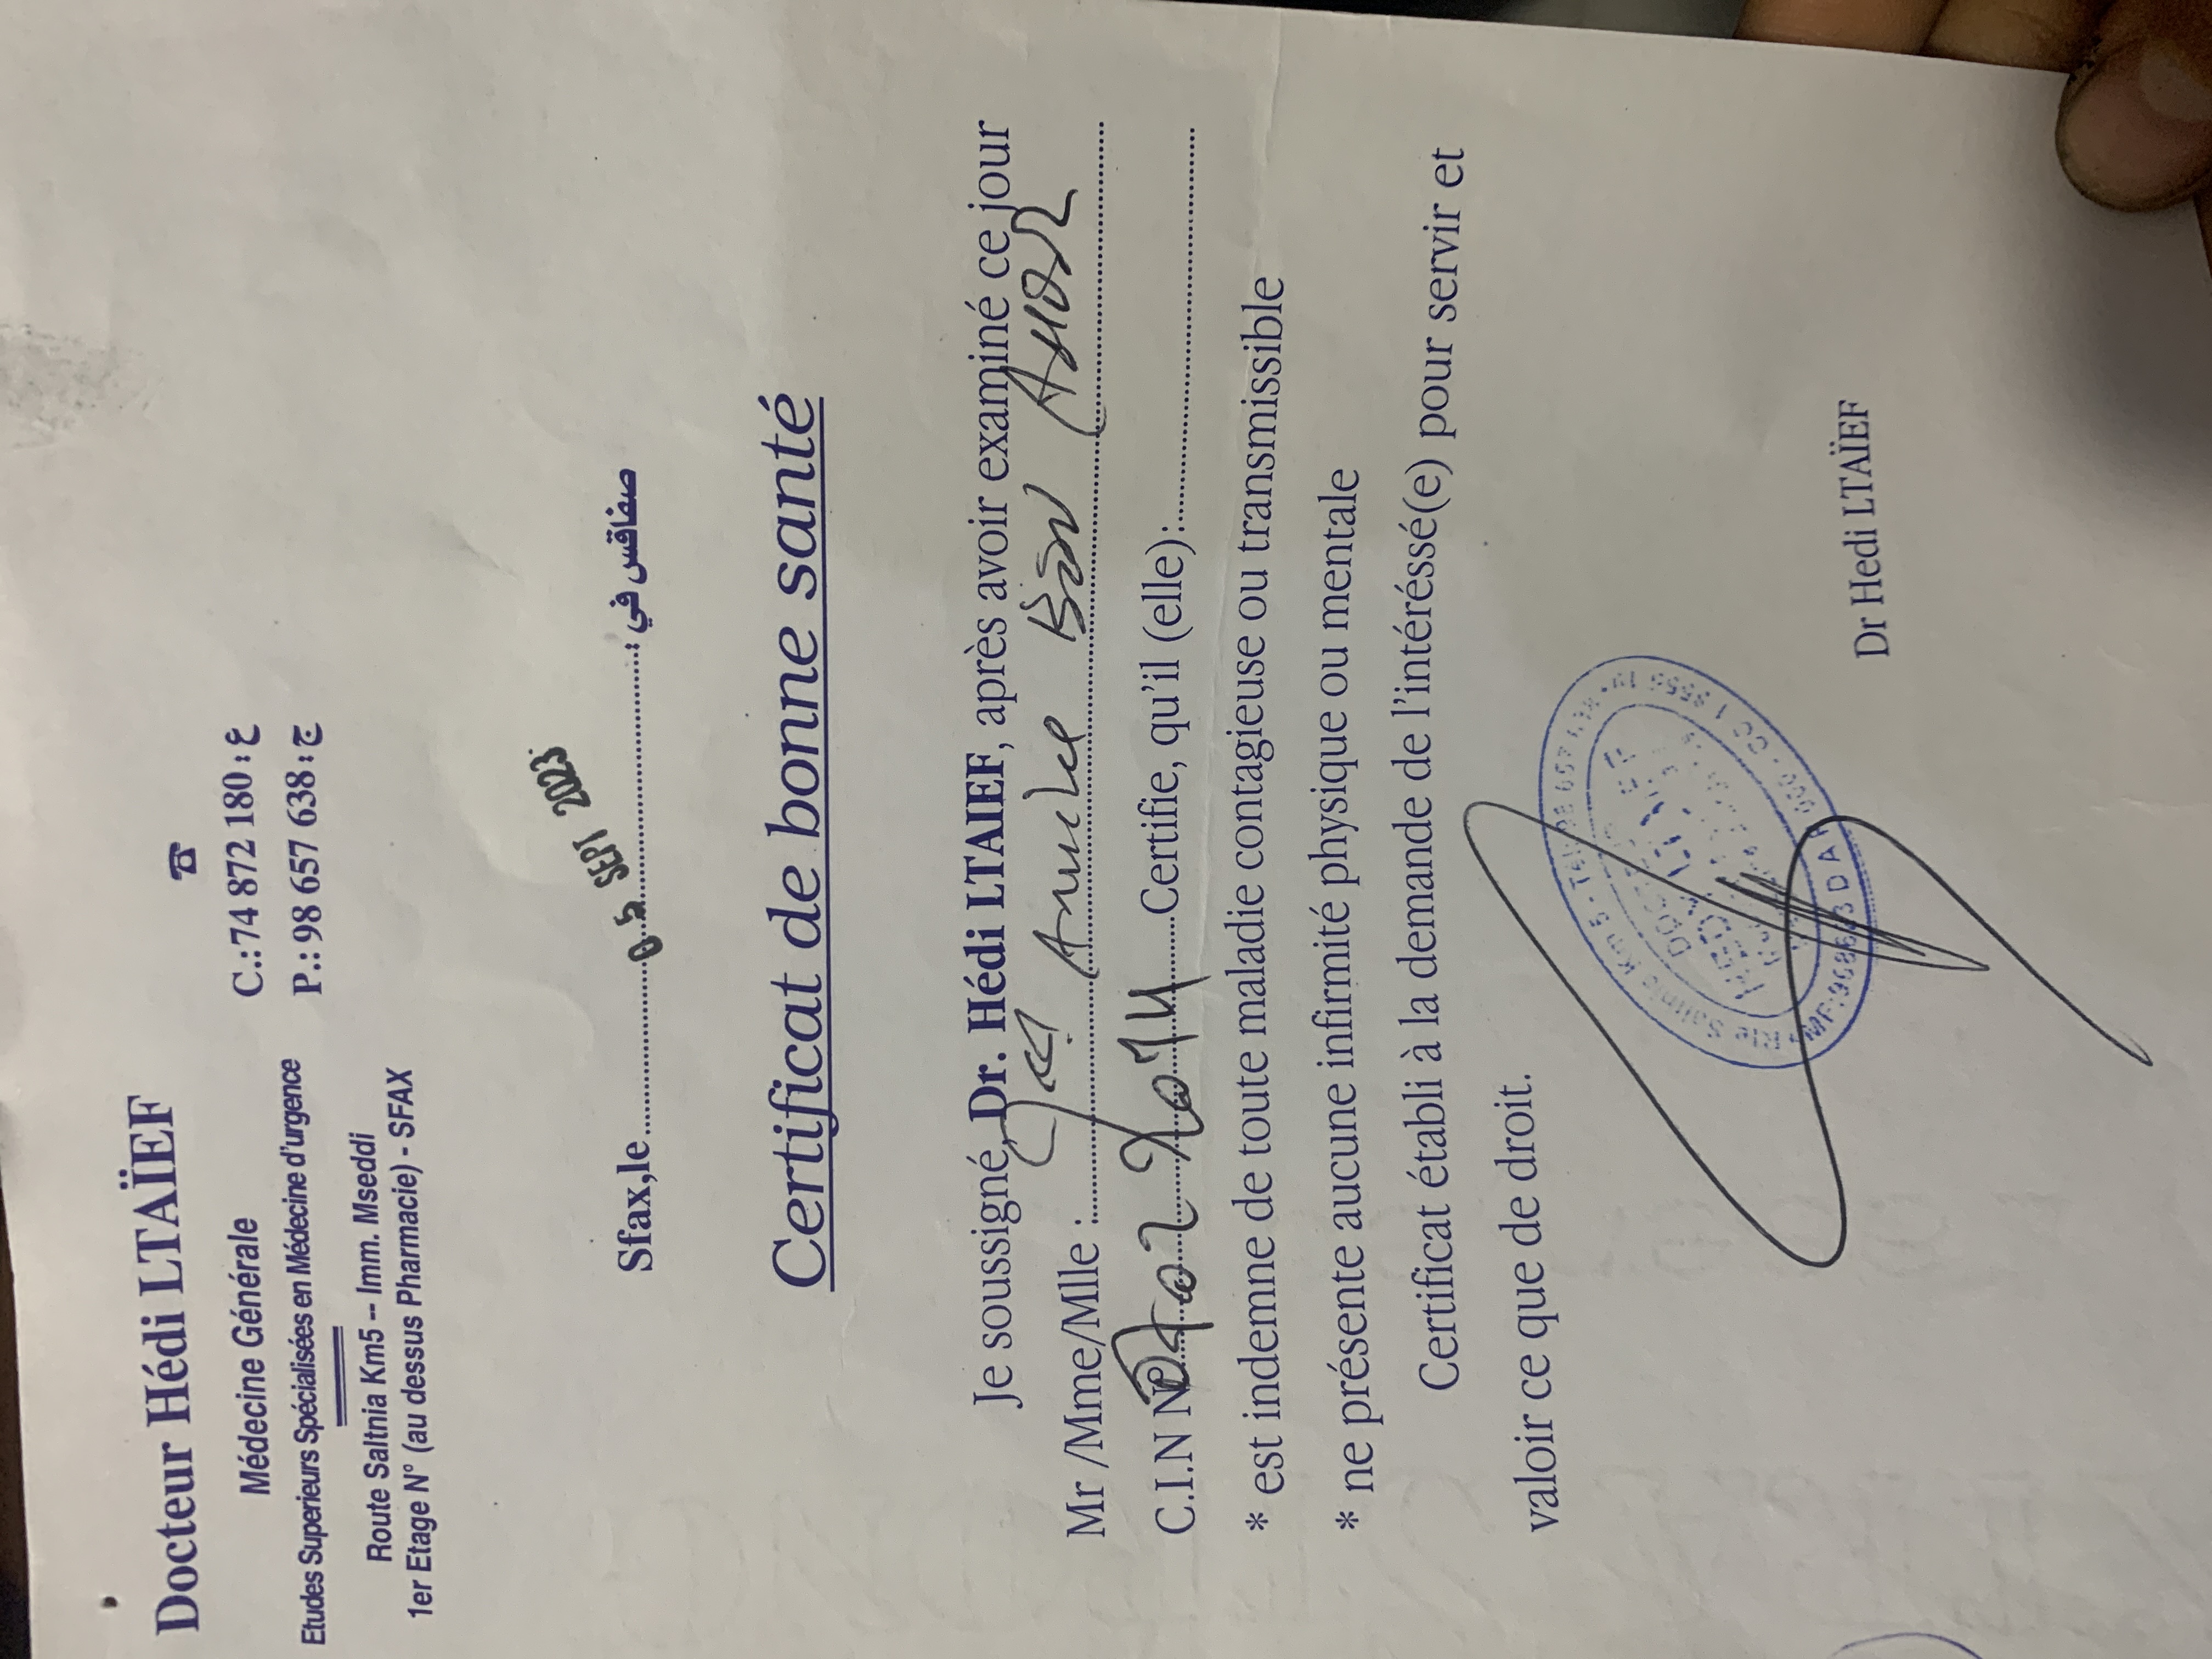 Docteur Hédi LTAÏEF
Médecine Générale
Etudes Superieurs Spécialisées en Médecine d'urgence
Route Saltnia Km5 -- Imm. Mseddi
1er Etage N° (au dessus Pharmacie) - SFAX
☎
C.:74 872 180 : ع
P.: 98 657 638 : ج
Sfax,le SEPT 2023 صفاقس في :
Certificat de bonne santé
Je soussigné, Dr. Hédi LTAIEF, après avoir examiné ce jour
Mr /Mme/Mlle : BEN
C.I.N N° Certifie, qu'il (elle):
* est indemne de toute maladie contagieuse ou transmissible
* ne présente aucune infirmité physique ou mentale
Certificat établi à la demande de l'intéréssé(e) pour servir et
valoir ce que de droit.
Dr Hedi LTAÏEF